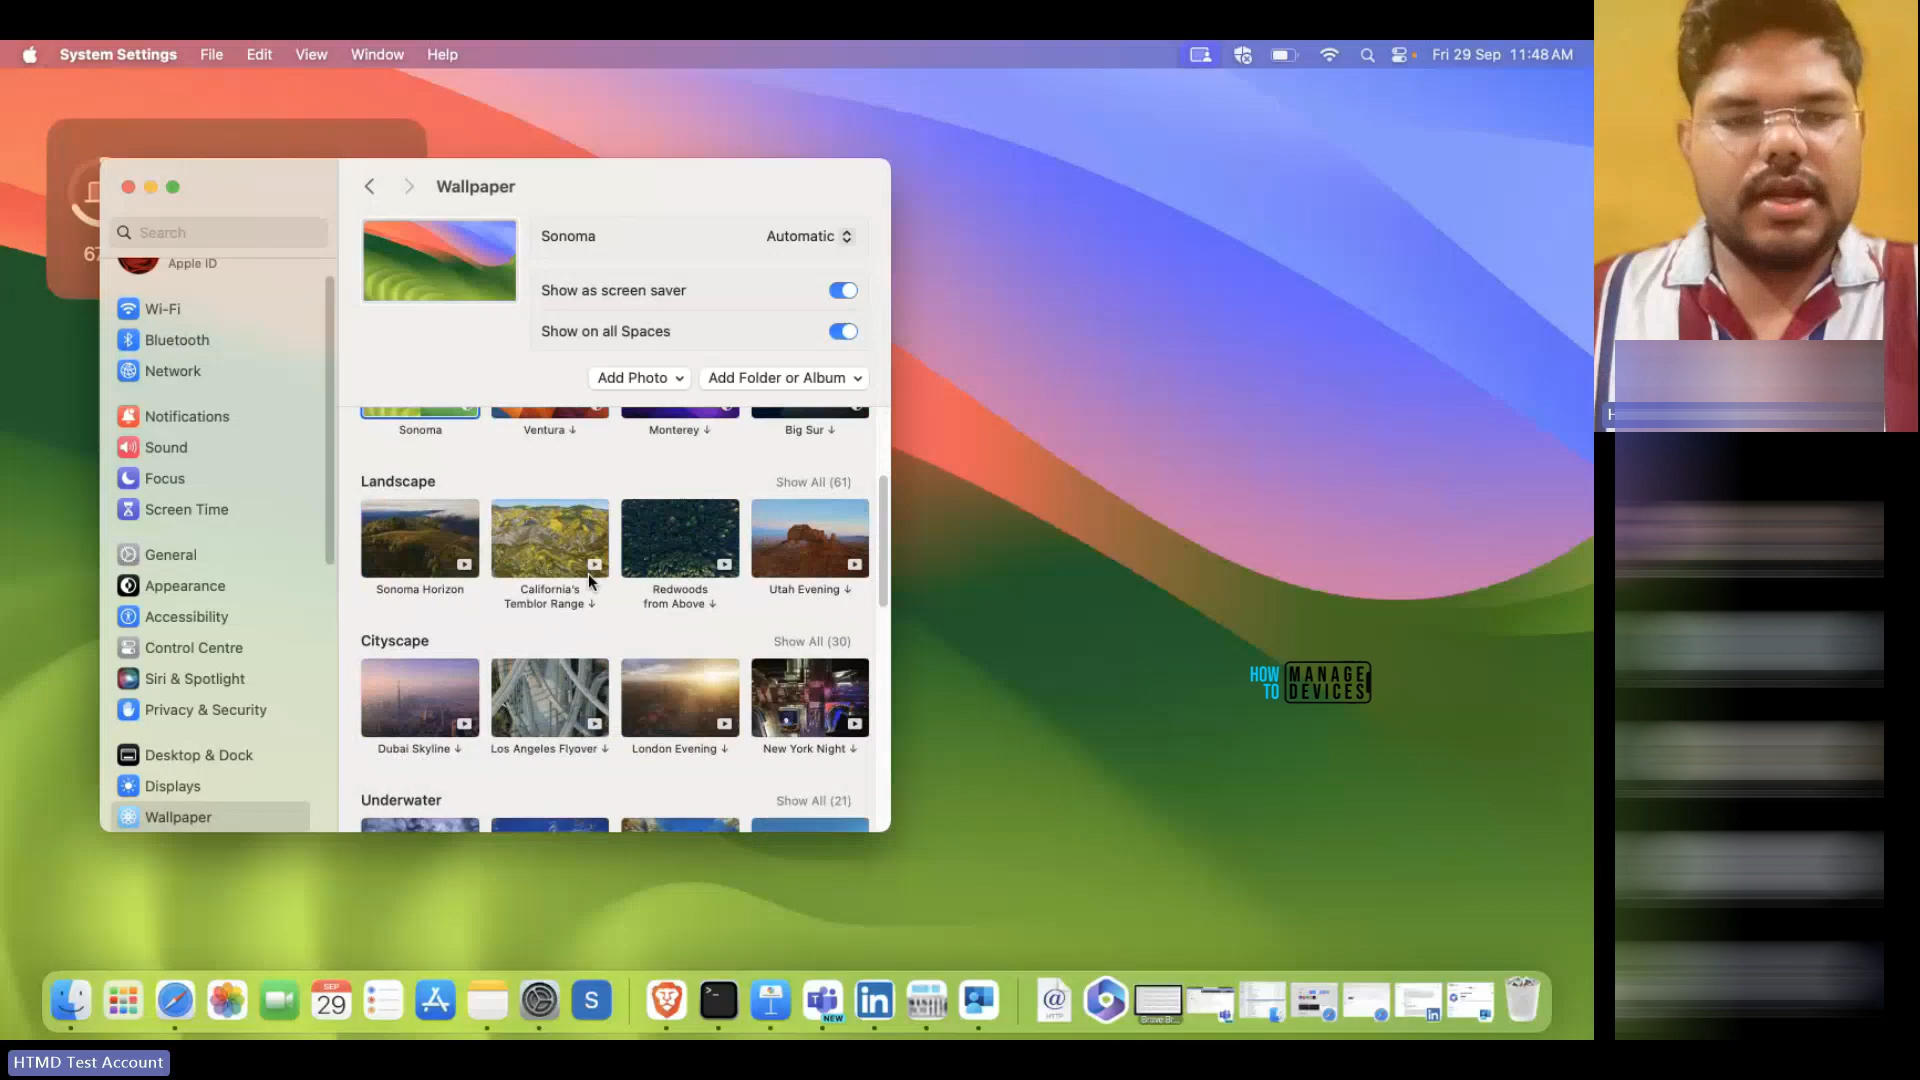 System Settings File Edit View Window Help Fri 29 Sep 11:48 AM
Wallpaper
Search
67
Apple ID
Wi-Fi
Bluetooth
Network
Notifications
Sound
Focus
Screen Time
General
Appearance
Accessibility
Control Centre
Siri & Spotlight
Privacy & Security
Desktop & Dock
Displays
Wallpaper
Sonoma Automatic
Show as screen saver
Show on all Spaces
Add Photo Add Folder or Album
Sonoma Ventura ↓ Monterey ↓ Big Sur ↓
Landscape Show All (61)
Sonoma Horizon California's Redwoods Utah Evening ↓
Temblor Range ↓ from Above ↓
Cityscape Show All (30)
Dubai Skyline ↓ Los Angeles Flyover ↓ London Evening ↓ New York Night ↓
Underwater Show All (21)
HOW MANAGE
TO DEVICES
H
SEP
29
S
>_
NEW
in
@
HTTP
HTMD Test Account